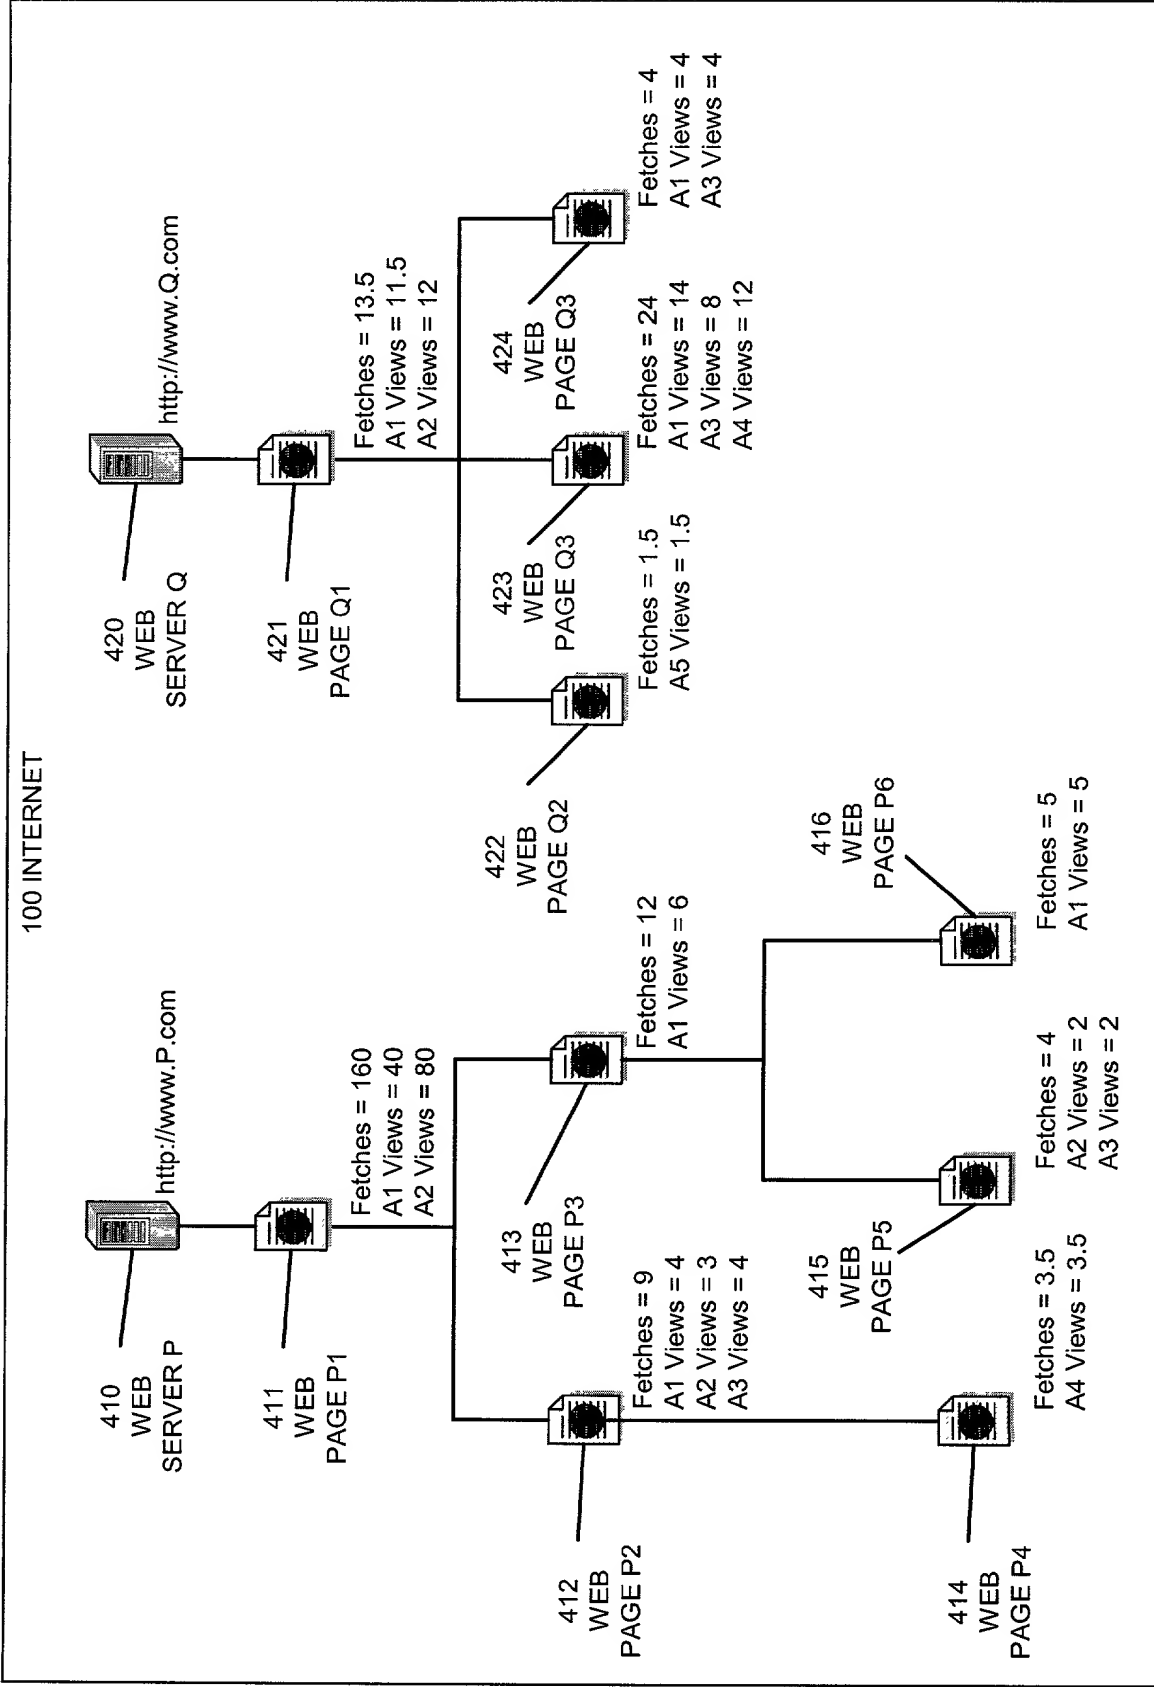 100 INTERNET
410
WEB
SERVER P
http://www.P.com
411
WEB
PAGE P1
Fetches = 160
A1 Views = 40
A2 Views = 80
412
WEB
PAGE P2
Fetches = 9
A1 Views = 4
A2 Views = 3
A3 Views = 4
413
WEB
PAGE P3
Fetches = 12
A1 Views = 6
414
WEB
PAGE P4
Fetches = 3.5
A4 Views = 3.5
415
WEB
PAGE P5
Fetches = 4
A2 Views = 2
A3 Views = 2
416
WEB
PAGE P6
Fetches = 5
A1 Views = 5
420
WEB
SERVER Q
http://www.Q.com
421
WEB
PAGE Q1
Fetches = 13.5
A1 Views = 11.5
A2 Views = 12
422
WEB
PAGE Q2
Fetches = 1.5
A5 Views = 1.5
423
WEB
PAGE Q3
Fetches = 24
A1 Views = 14
A3 Views = 8
A4 Views = 12
424
WEB
PAGE Q3
Fetches = 4
A1 Views = 4
A3 Views = 4